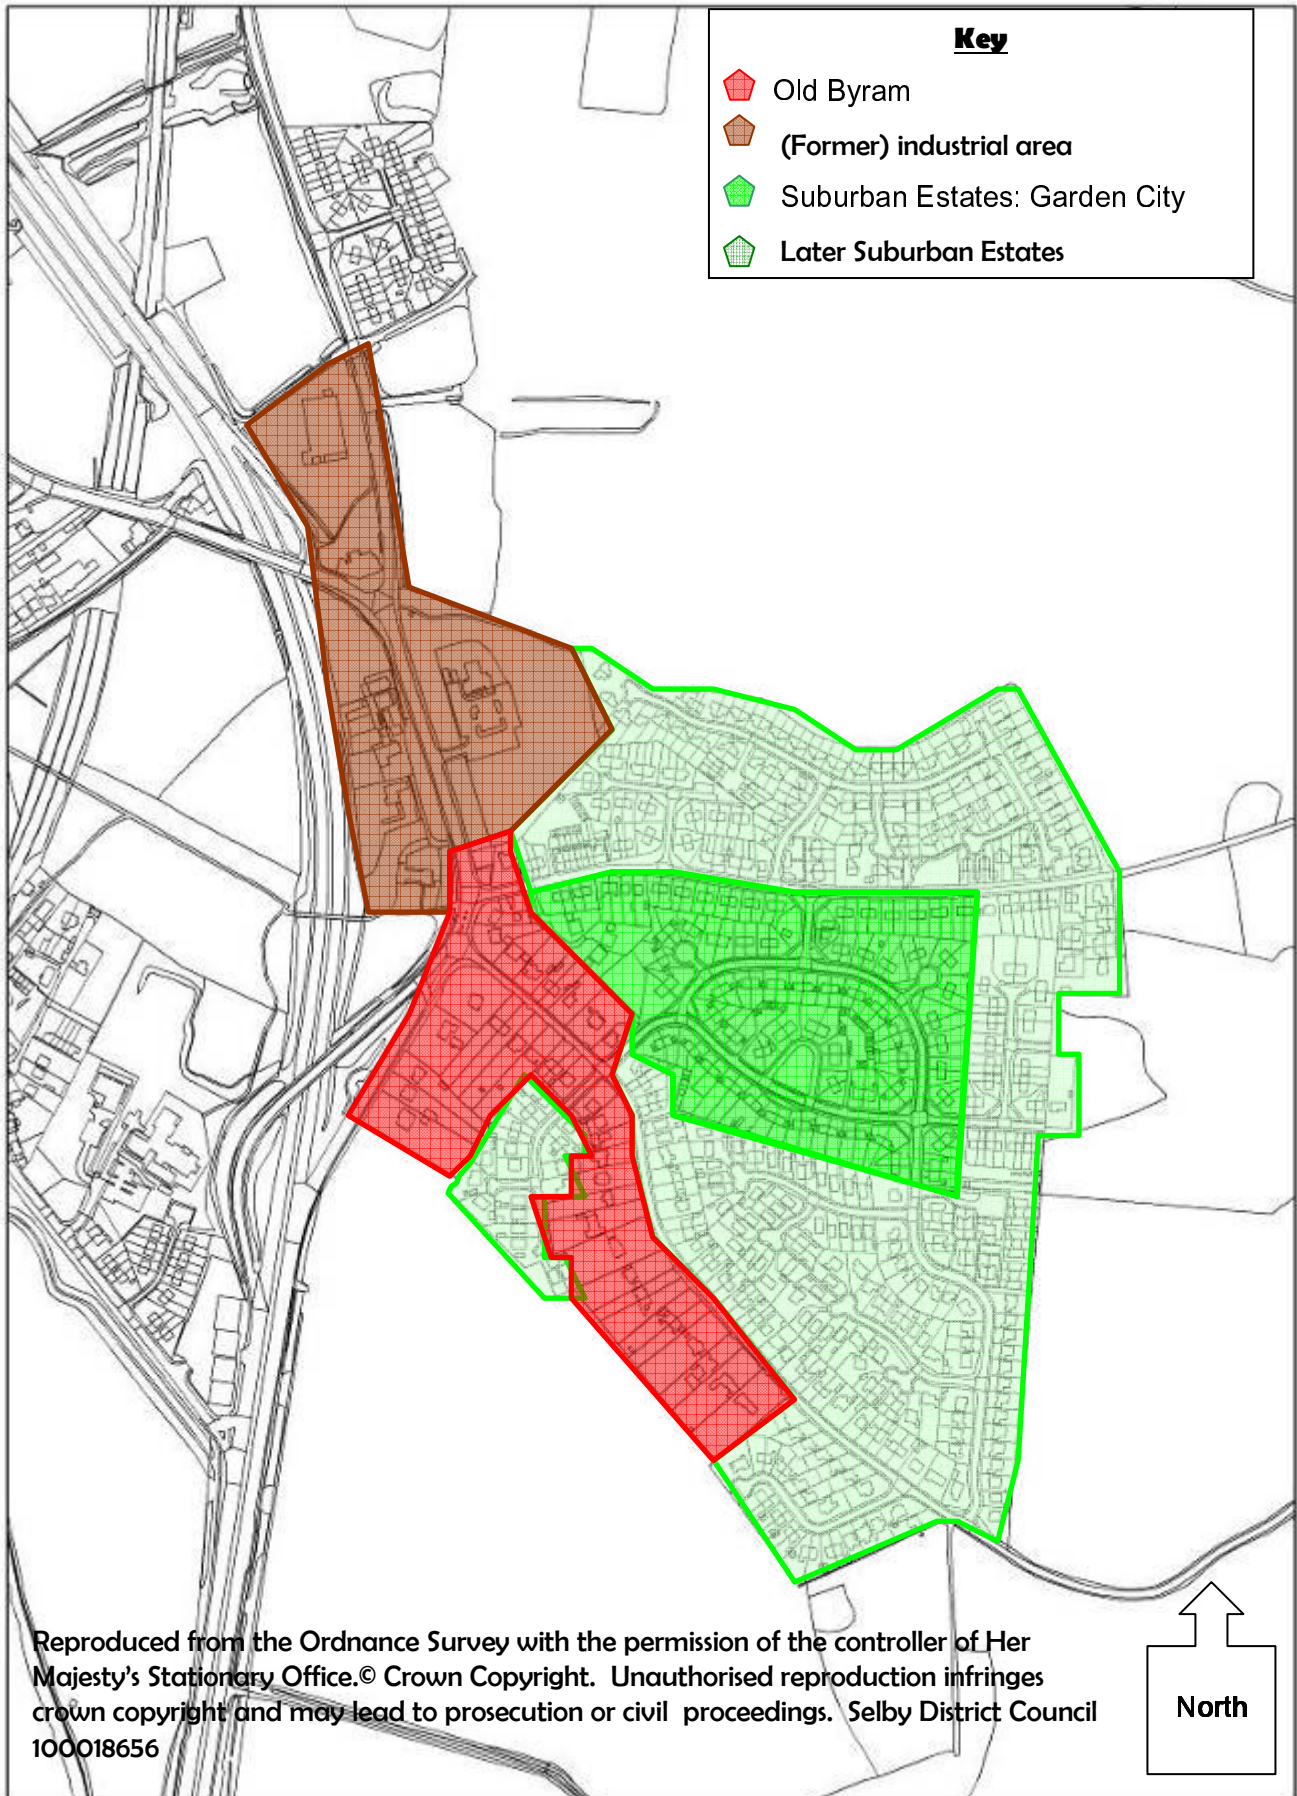 Key
Old Byram
(Former) industrial area
Suburban Estates: Garden City
Later Suburban Estates
Reproduced from the Ordnance Survey with the permission of the controller of Her
Majesty's Stationary Office.© Crown Copyright. Unauthorised reproduction infringes
crown copyright and may lead to prosecution or civil proceedings. Selby District Council
100018656
North